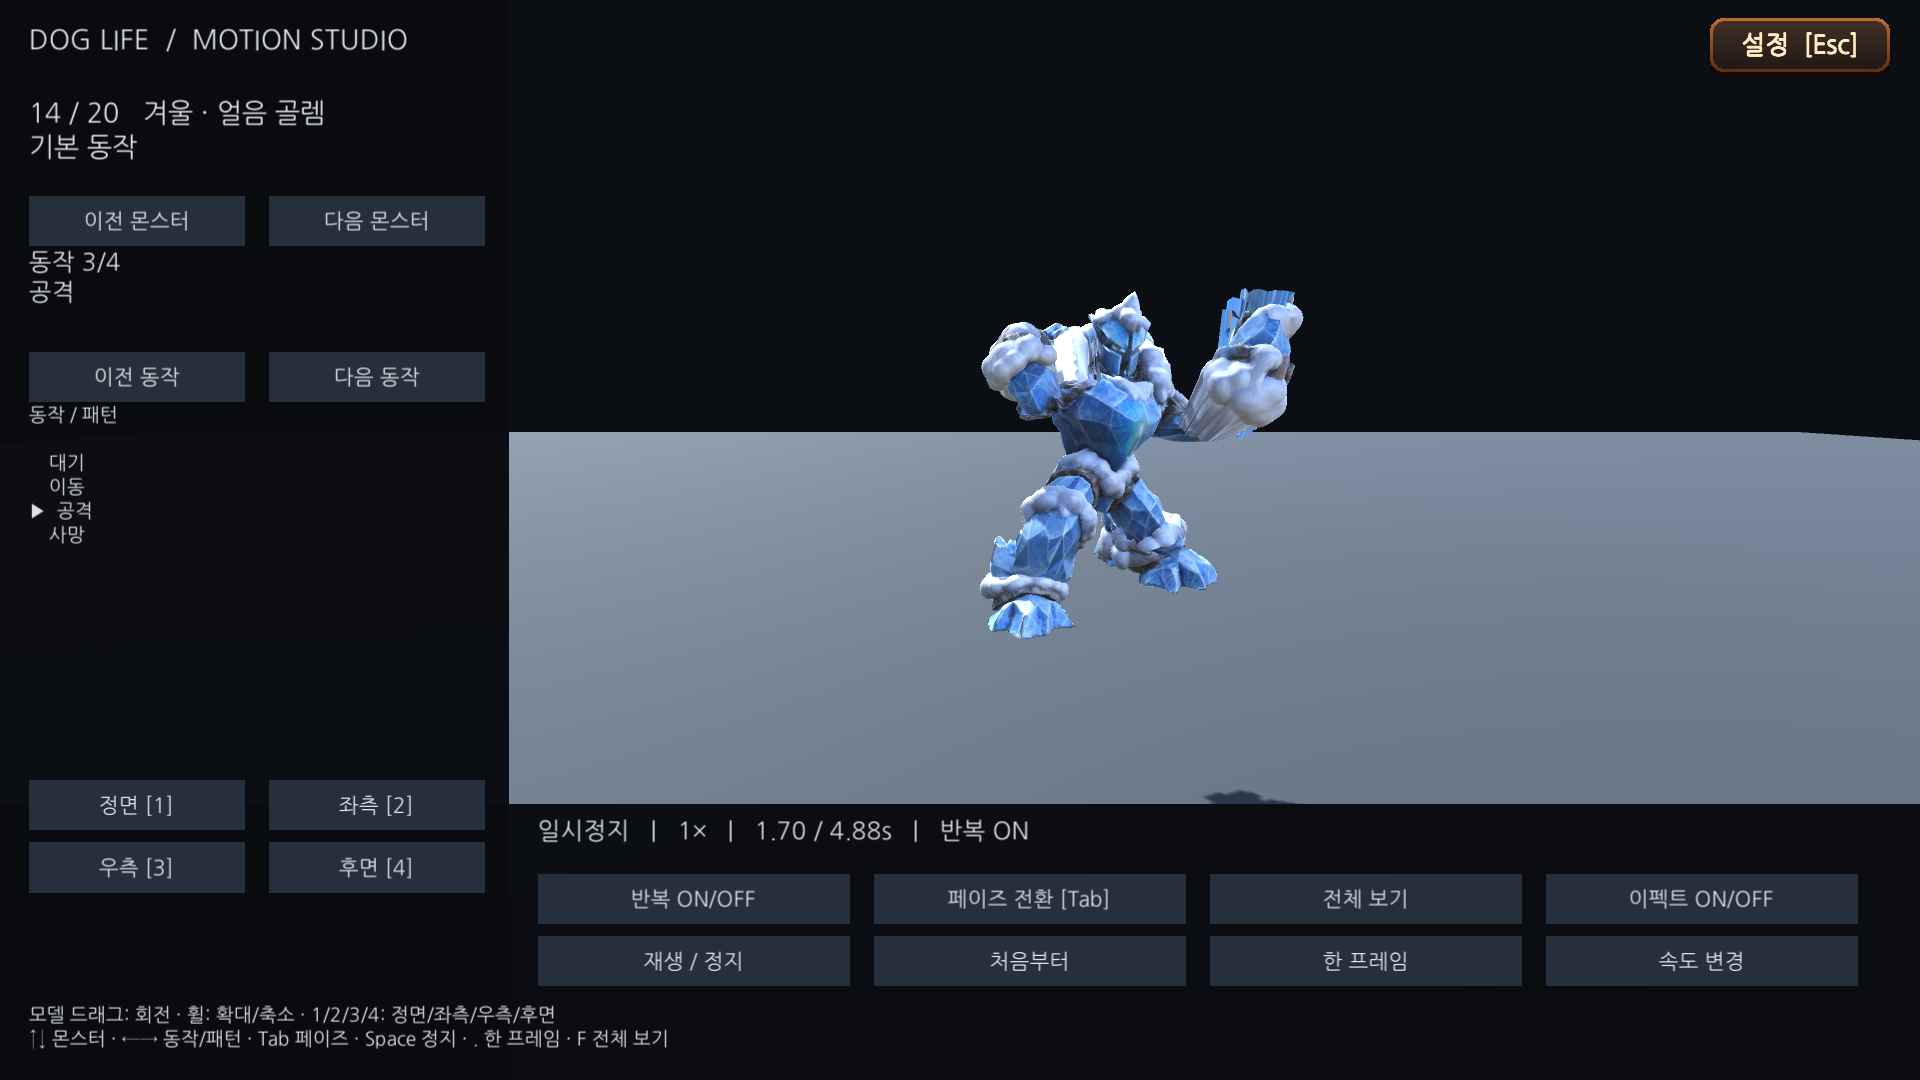 DOG LIFE / MOTION STUDIO
설정 [Esc]
14 / 20 겨울 · 얼음 골렘
기본 동작
이전 몬스터
다음 몬스터
동작 3/4
공격
이전 동작
다음 동작
동작 / 패턴
대기
이동
▶ 공격
사망
정면 [1]
좌측 [2]
우측 [3]
후면 [4]
일시정지 | 1× | 1.70 / 4.88s | 반복 ON
반복 ON/OFF
페이즈 전환 [Tab]
전체 보기
이펙트 ON/OFF
재생 / 정지
처음부터
한 프레임
속도 변경
모델 드래그: 회전 · 휠: 확대/축소 · 1/2/3/4: 정면/좌측/우측/후면
↑↓ 몬스터 · ←→ 동작/패턴 · Tab 페이즈 · Space 정지 · . 한 프레임 · F 전체 보기